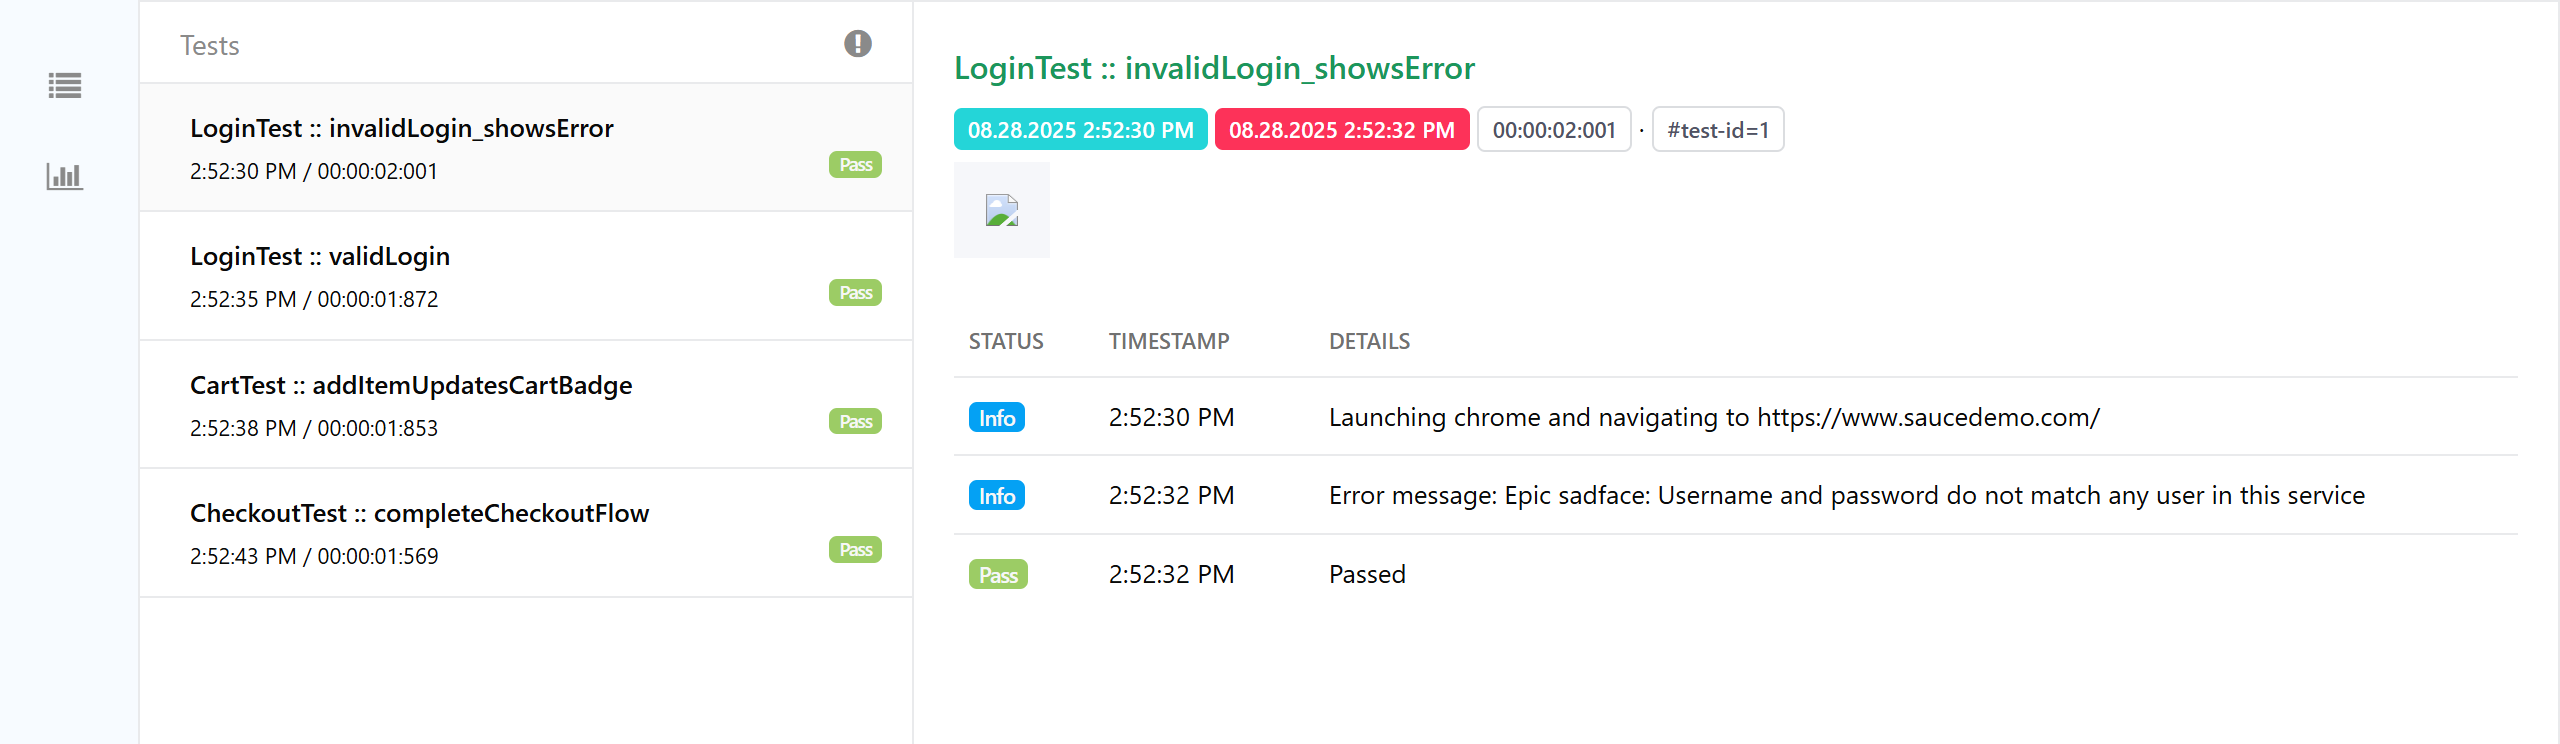 Tests
LoginTest :: invalidLogin_showsError
2:52:30 PM / 00:00:02:001
Pass
LoginTest :: validLogin
2:52:35 PM / 00:00:01:872
Pass
CartTest :: addItemUpdatesCartBadge
2:52:38 PM / 00:00:01:853
Pass
CheckoutTest :: completeCheckoutFlow
2:52:43 PM / 00:00:01:569
Pass
LoginTest :: invalidLogin_showsError
08.28.2025 2:52:30 PM 08.28.2025 2:52:32 PM 00:00:02:001 · #test-id=1
STATUS TIMESTAMP DETAILS
Info 2:52:30 PM Launching chrome and navigating to https://www.saucedemo.com/
Info 2:52:32 PM Error message: Epic sadface: Username and password do not match any user in this service
Pass 2:52:32 PM Passed